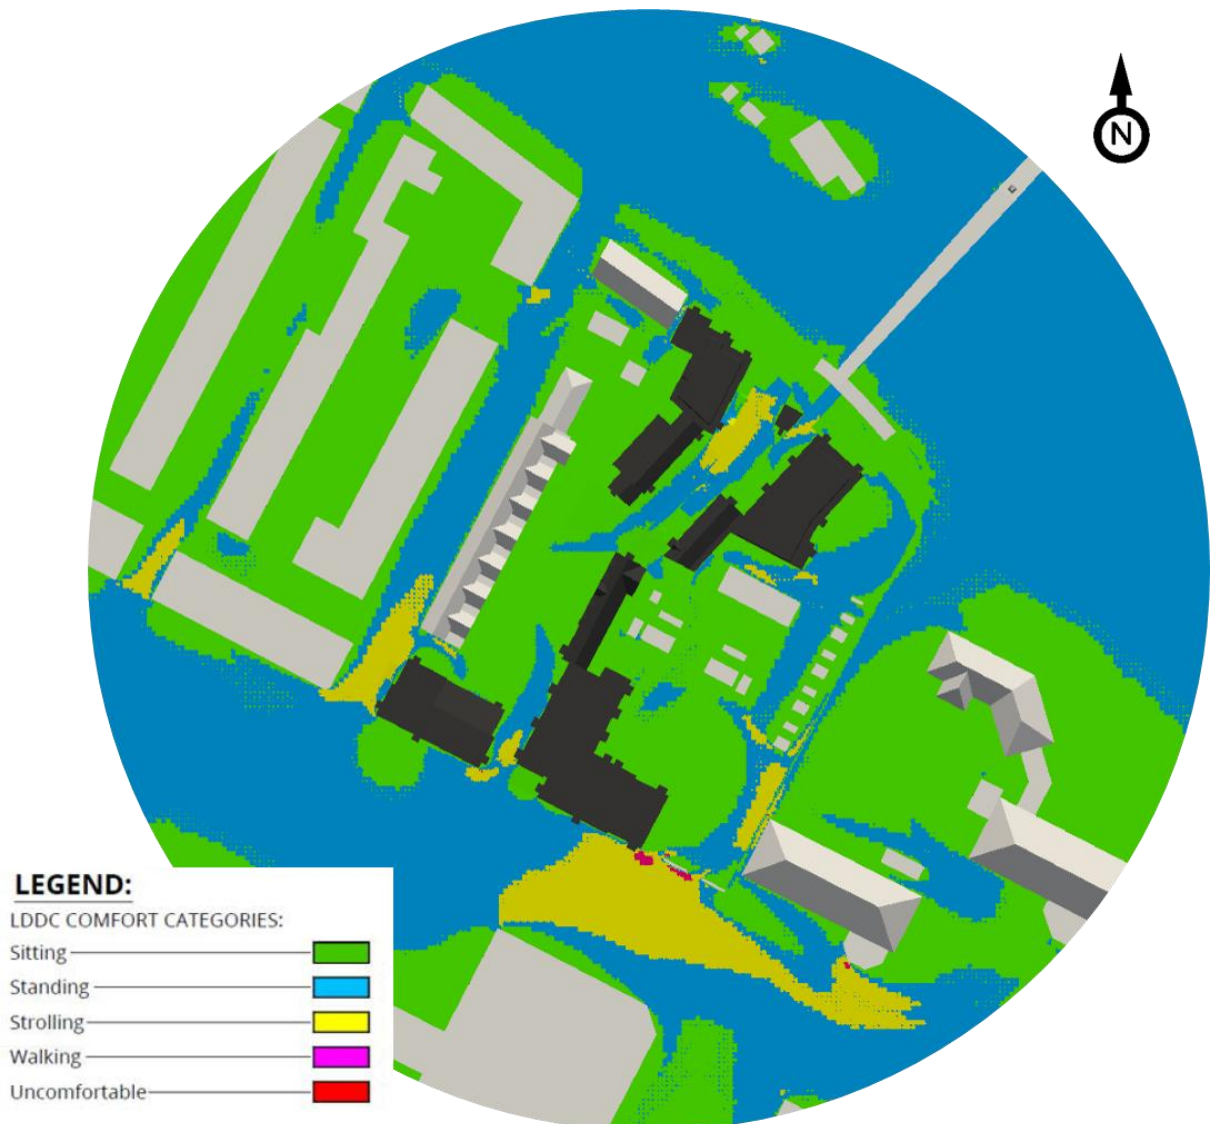 N
LEGEND:
LDDC COMFORT CATEGORIES:
Sitting
Standing
Strolling
Walking
Uncomfortable